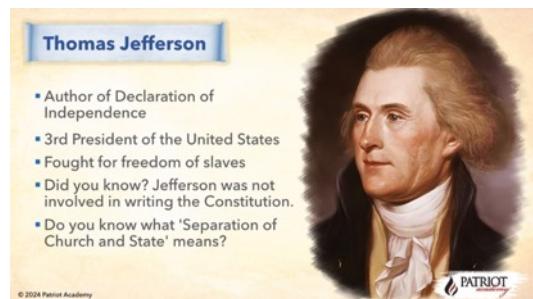 Thomas Jefferson
▪ Author of Declaration of
Independence
▪ 3rd President of the United States
▪ Fought for freedom of slaves
▪ Did you know? Jefferson was not
involved in writing the Constitution.
▪ Do you know what 'Separation of
Church and State' means?
PATRIOT
© 2024 Patriot Academy